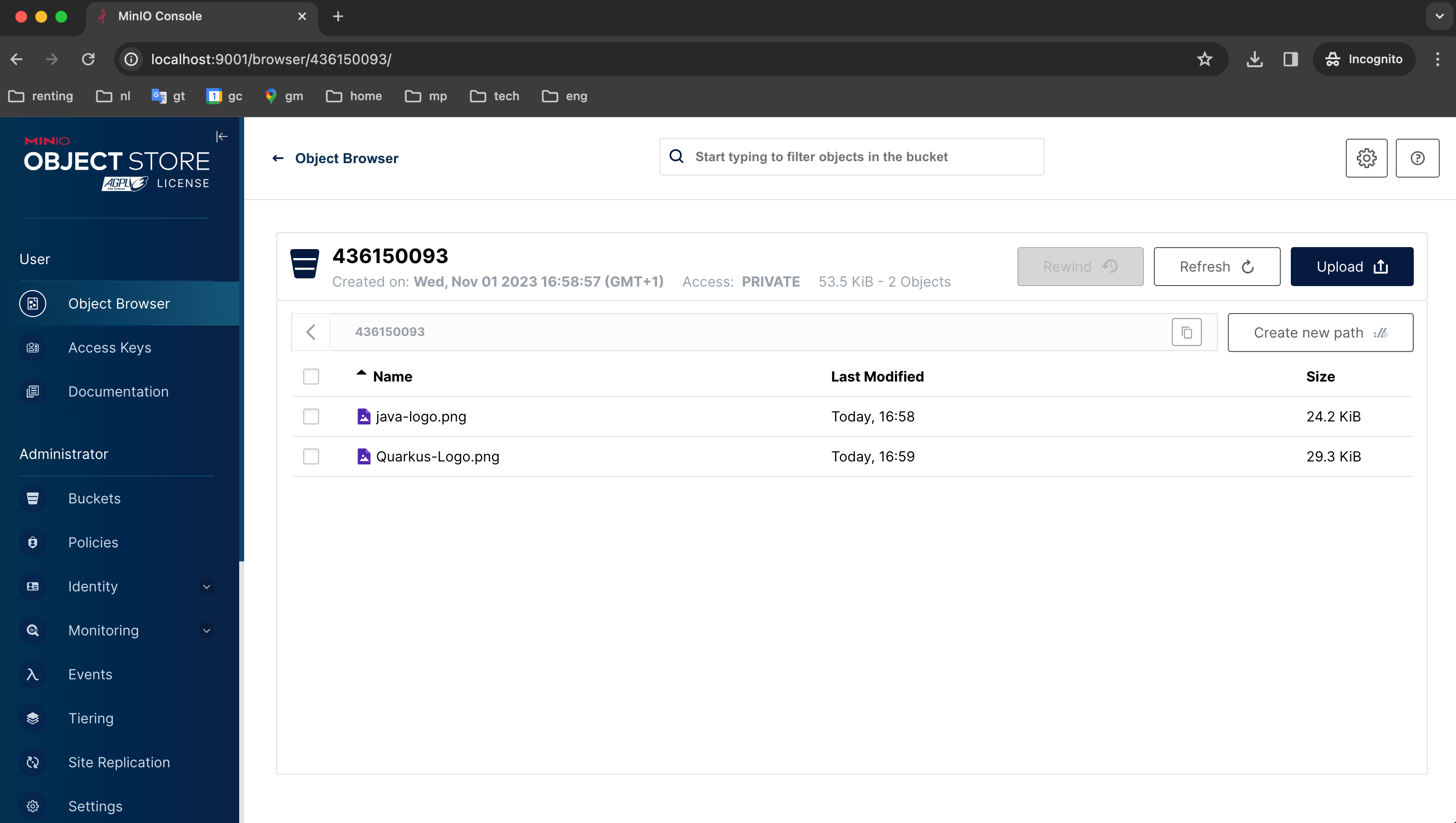 MinIO Console
localhost:9001/browser/436150093/
Incognito
renting nl gt 1 gc gm home mp tech eng
MINIO
OBJECT STORE
AGPL LICENSE
Object Browser
Start typing to filter objects in the bucket
User
Object Browser
Access Keys
Documentation
Administrator
Buckets
Policies
Identity
Monitoring
Events
Tiering
Site Replication
Settings
436150093
Created on: Wed, Nov 01 2023 16:58:57 (GMT+1) Access: PRIVATE 53.5 KiB - 2 Objects
Rewind Refresh Upload
436150093
Create new path
Name Last Modified Size
java-logo.png Today, 16:58 24.2 KiB
Quarkus-Logo.png Today, 16:59 29.3 KiB